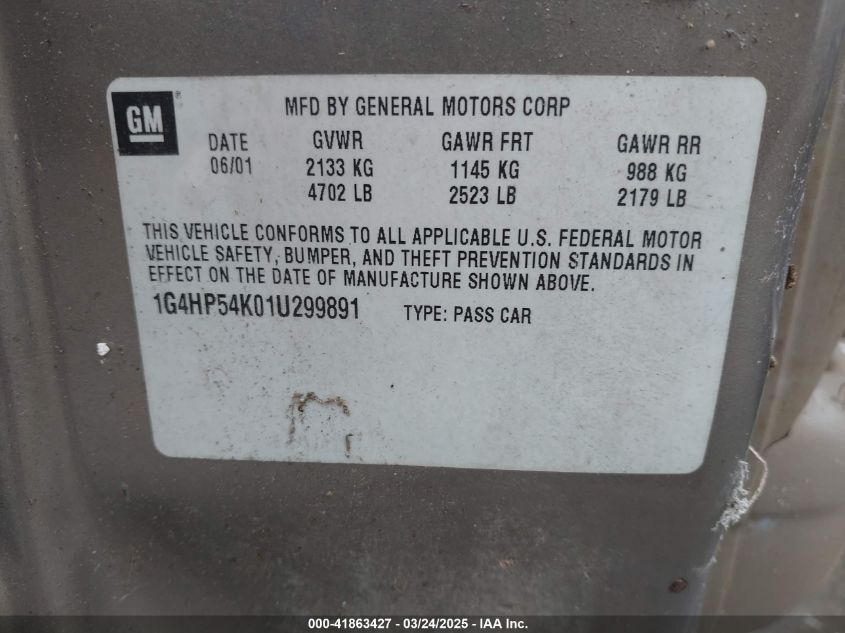 GM
MFD BY GENERAL MOTORS CORP
DATE GVWR GAWR FRT GAWR RR
06/01 2133 KG 1145 KG 988 KG
4702 LB 2523 LB 2179 LB
THIS VEHICLE CONFORMS TO ALL APPLICABLE U.S. FEDERAL MOTOR
VEHICLE SAFETY, BUMPER, AND THEFT PREVENTION STANDARDS IN
EFFECT ON THE DATE OF MANUFACTURE SHOWN ABOVE.
1G4HP54K01U299891 TYPE: PASS CAR
000-41863427 - 03/24/2025 - IAA Inc.